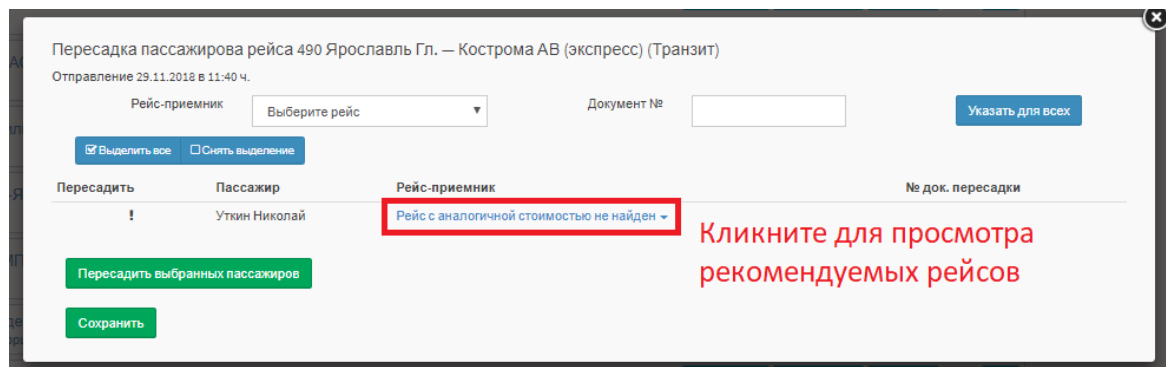 Пересадка пассажирова рейса 490 Ярославль Гл. — Кострома АВ (экспресс) (Транзит)
Отправление 29.11.2018 в 11:40 ч.
Рейс-приемник Выберите рейс Документ № Указать для всех
Выделить все Снять выделение
Пересадить Пассажир Рейс-приемник № док. пересадки
! Уткин Николай Рейс с аналогичной стоимостью не найден
Кликните для просмотра
рекомендуемых рейсов
Пересадить выбранных пассажиров
Сохранить